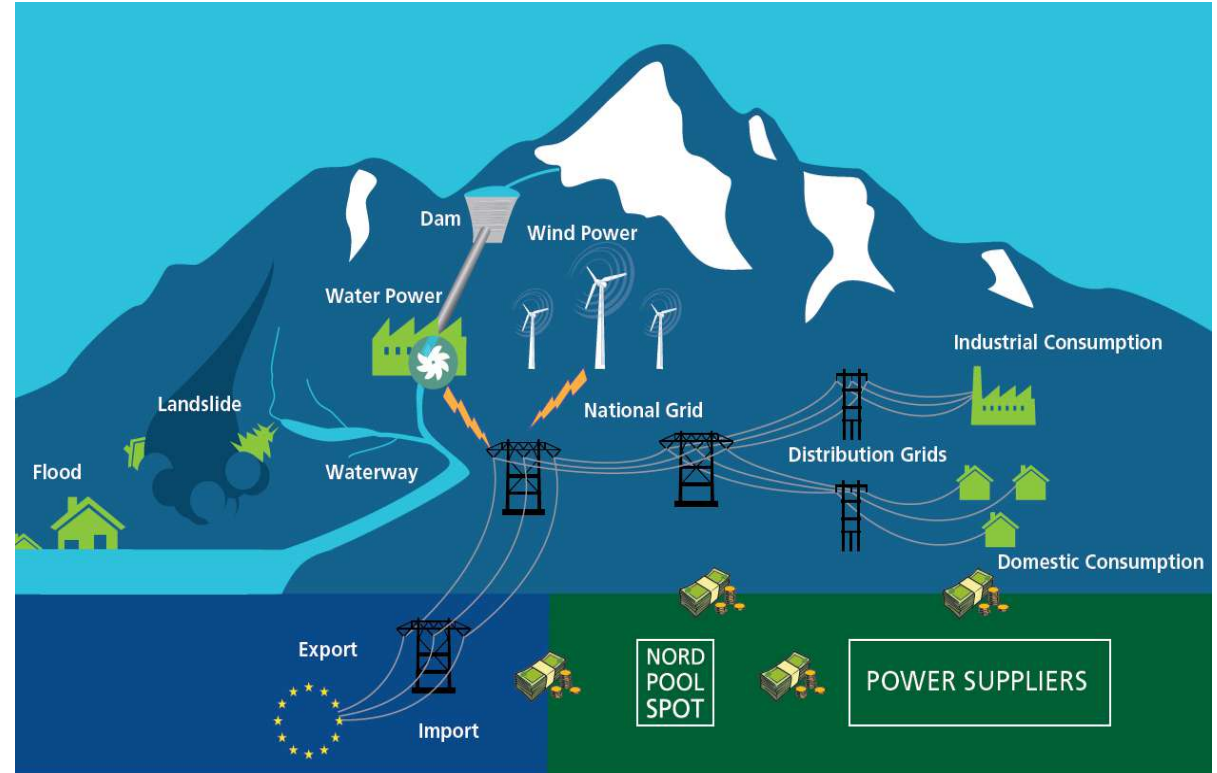 Dam
Wind Power
Water Power
Industrial Consumption
Landslide
National Grid
Distribution Grids
Flood
Waterway
Domestic Consumption
Export
Import
NORD
POOL
SPOT
POWER SUPPLIERS